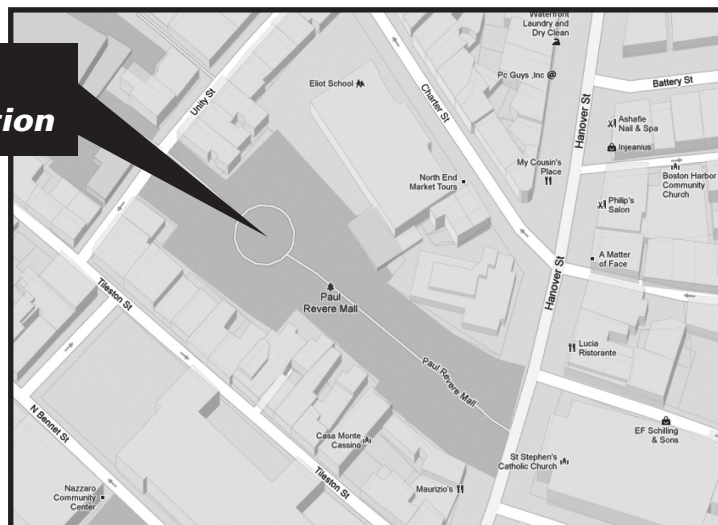 tion
Waterfront
Laundry and
Dry Clean
Pc Guys ,Inc
Eliot School
Unity St
Charter St
Hanover St
Battery St
Ashafie
Nail & Spa
Injeanius
My Cousin's
Place
North End
Market Tours
Boston Harbor
Community
Church
Philip's
Salon
A Matter
of Face
Hanover St
Tileston St
Paul
Revere Mall
Paul Revere Mall
Lucia
Ristorante
N Bennet St
Casa Monte
Cassino
Tileston St
EF Schilling
& Sons
St Stephen's
Catholic Church
Maurizio's
Nazzaro
Community
Center